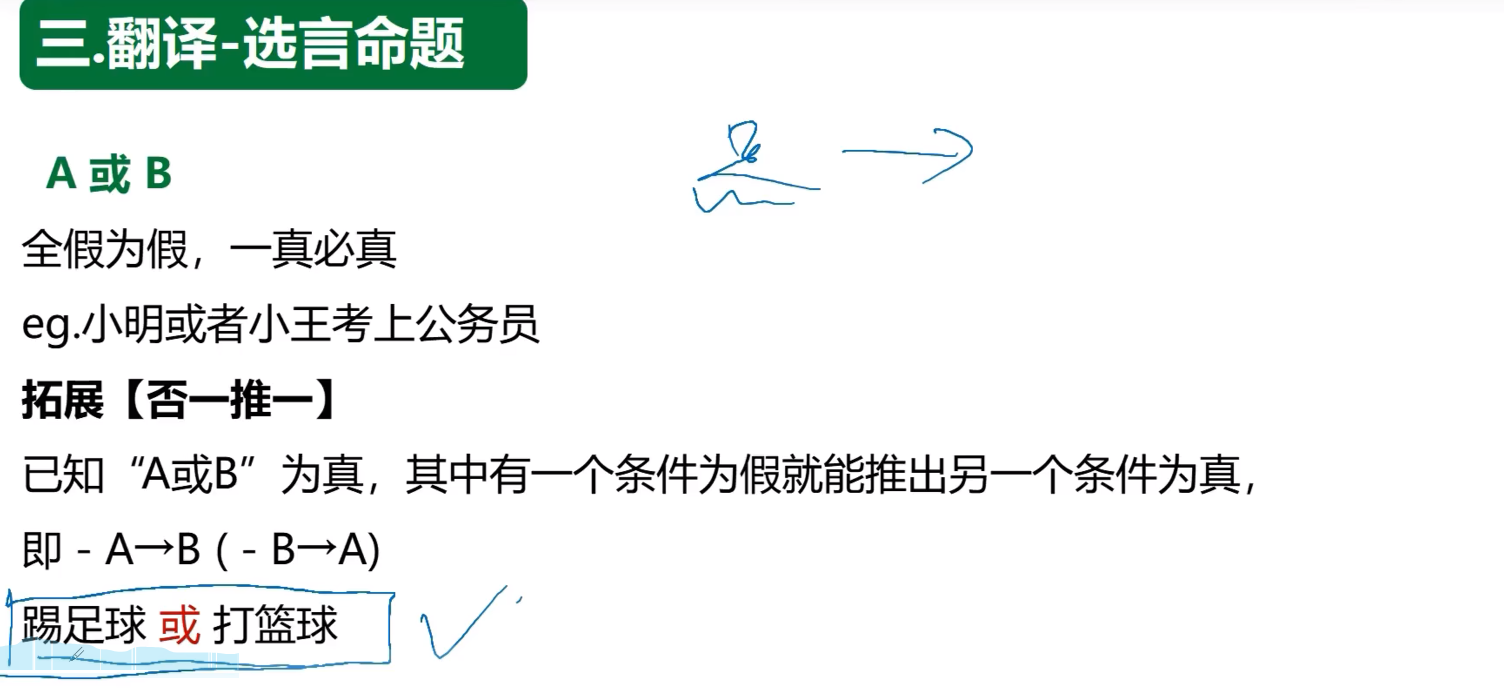 三.翻译-选言命题
A 或 B
全假为假，一真必真
eg.小明或者小王考上公务员
拓展【否一推一】
已知“A或B”为真，其中有一个条件为假就能推出另一个条件为真，
即 - A→B ( - B→A)
踢足球 或 打篮球